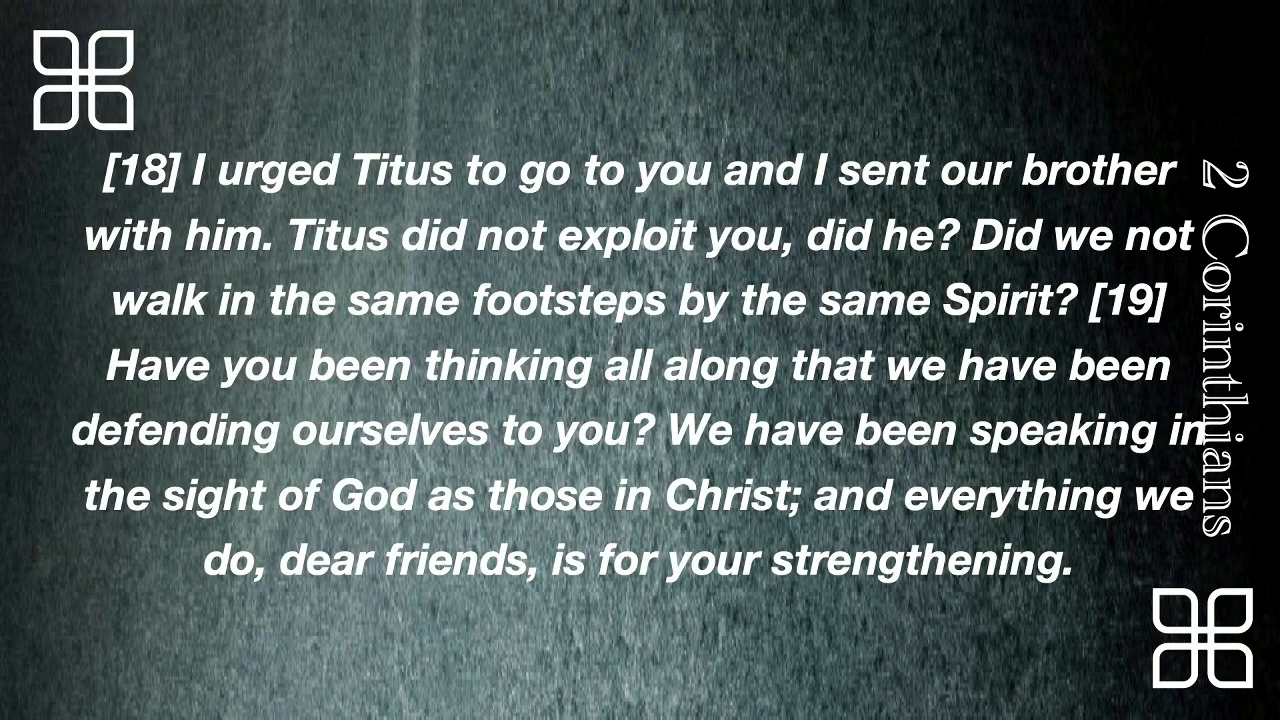 [18] I urged Titus to go to you and I sent our brother
with him. Titus did not exploit you, did he? Did we not
walk in the same footsteps by the same Spirit? [19]
Have you been thinking all along that we have been
defending ourselves to you? We have been speaking in
the sight of God as those in Christ; and everything we
do, dear friends, is for your strengthening.
2 Corinthians